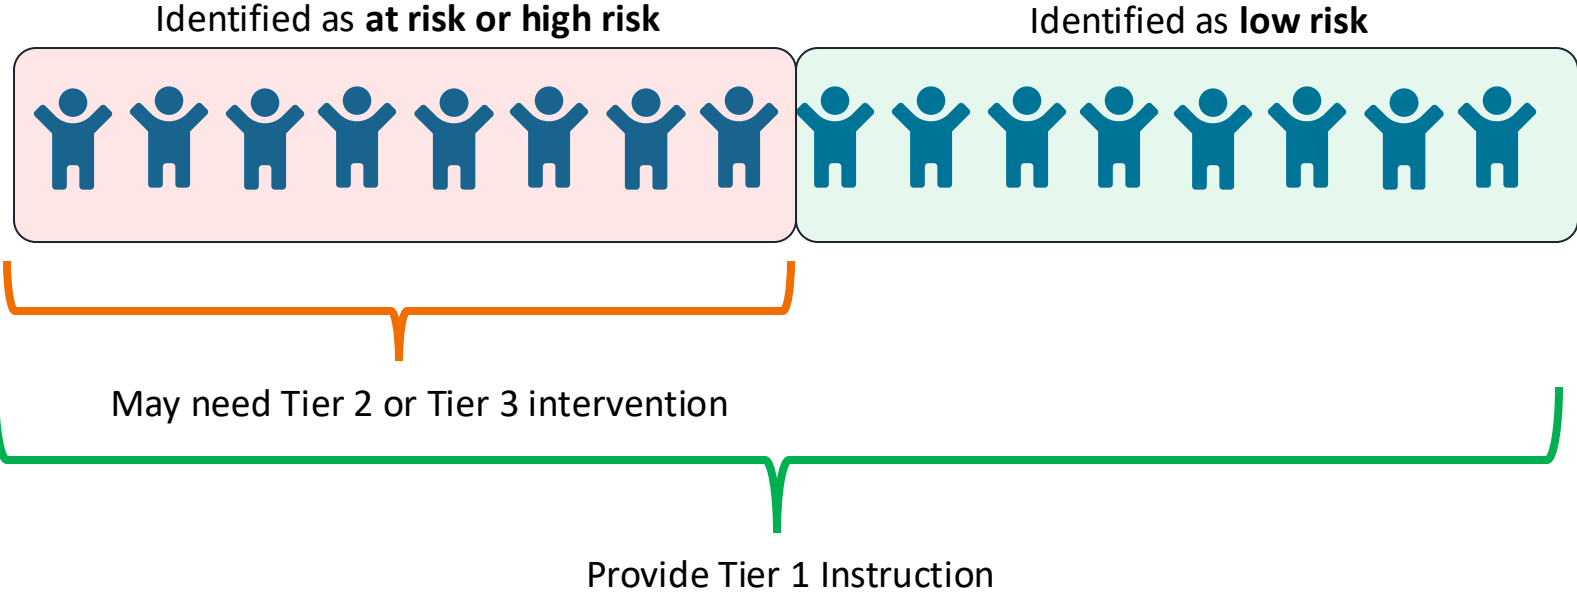 Identified as at risk or high risk
Identified as low risk
May need Tier 2 or Tier 3 intervention
Provide Tier 1 Instruction